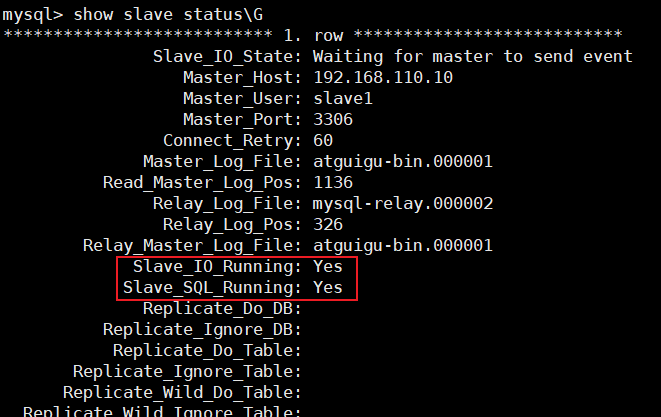 mysql> show slave status\G
*************************** 1. row ***************************
Slave_IO_State: Waiting for master to send event
Master_Host: 192.168.110.10
Master_User: slave1
Master_Port: 3306
Connect_Retry: 60
Master_Log_File: atguigu-bin.000001
Read_Master_Log_Pos: 1136
Relay_Log_File: mysql-relay.000002
Relay_Log_Pos: 326
Relay_Master_Log_File: atguigu-bin.000001
Slave_IO_Running: Yes
Slave_SQL_Running: Yes
Replicate_Do_DB:
Replicate_Ignore_DB:
Replicate_Do_Table:
Replicate_Ignore_Table:
Replicate_Wild_Do_Table:
Replicate_Wild_Ignore_Table: